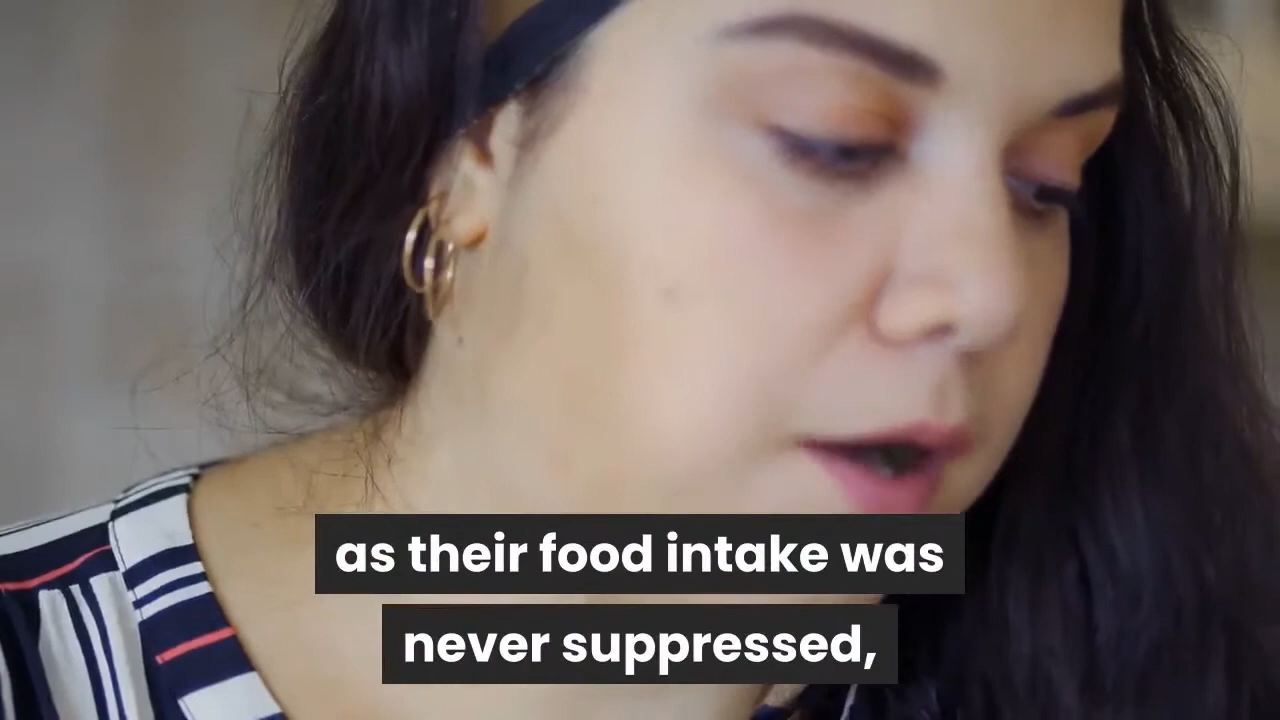 as their food intake was
never suppressed,